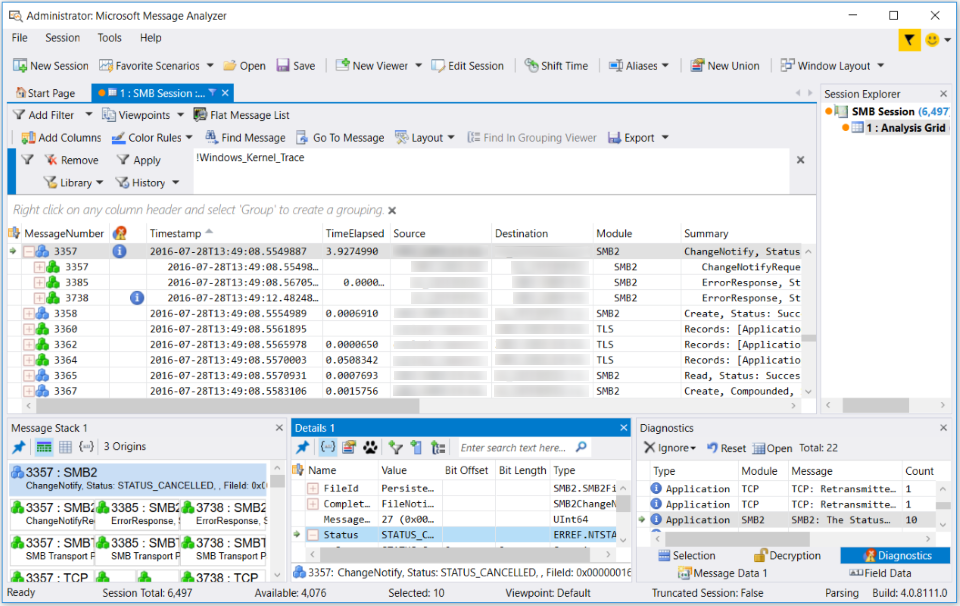 Administrator: Microsoft Message Analyzer
File Session Tools Help
New Session Favorite Scenarios Open Save New Viewer Edit Session Shift Time Aliases New Union Window Layout
Start Page 1 : SMB Session :...
Session Explorer
Add Filter Viewpoints Flat Message List
SMB Session (6,497)
1 : Analysis Grid
Add Columns Color Rules Find Message Go To Message Layout Find In Grouping Viewer Export
Remove Apply
!Windows_Kernel_Trace
Library History
Right click on any column header and select 'Group' to create a grouping.
MessageNumber Timestamp TimeElapsed Source Destination Module Summary
3357 2016-07-28T13:49:08.5549887 3.9274990 SMB2 ChangeNotify, Status
3357 2016-07-28T13:49:08.55498... SMB2 ChangeNotifyReque
3385 2016-07-28T13:49:08.56705... 0.0000... SMB2 ErrorResponse, St
3738 2016-07-28T13:49:12.48248... SMB2 ErrorResponse, St
3358 2016-07-28T13:49:08.5554989 0.0006910 SMB2 Create, Status: Succ
3360 2016-07-28T13:49:08.5561895 TLS Records: [Applicatio
3362 2016-07-28T13:49:08.5565978 0.0000650 TLS Records: [Applicatio
3364 2016-07-28T13:49:08.5570003 0.0508342 TLS Records: [Applicatio
3365 2016-07-28T13:49:08.5570931 0.0007693 SMB2 Read, Status: Succes
3367 2016-07-28T13:49:08.5583106 0.0015756 SMB2 Create, Compounded,
Message Stack 1
3 Origins
3357 : SMB2
ChangeNotify, Status: STATUS_CANCELLED, , FileId: 0x0
3357 : SMB2 3385 : SMB2 3738 : SMB2
ChangeNotifyRe ErrorResponse, ErrorResponse, S
3357 : SMBT 3385 : SMBT 3738 : SMBT
SMB Transport P SMB Transport P SMB Transport P
3357 : TCP 3738 : TCP
Details 1
Enter search text here...
Name Value Bit Offset Bit Length Type
FileId Persiste... SMB2.SMB2Fi
Complet... FileNoti... SMB2Change
Message... 27 (0x00... UInt64
Status STATUS_C... ERREF.NTSTA
3357: ChangeNotify, Status: STATUS_CANCELLED, , FileId: 0x00000016
Diagnostics
Ignore Reset Open Total: 22
Type Module Message Count
Application TCP TCP: Retransmitte... 1
Application TCP TCP: Retransmitte... 1
Application SMB2 SMB2: The Status... 10
Selection Decryption Diagnostics
Message Data 1 Field Data
Ready Session Total: 6,497 Available: 4,076 Selected: 10 Viewpoint: Default Truncated Session: False Parsing Build: 4.0.8111.0